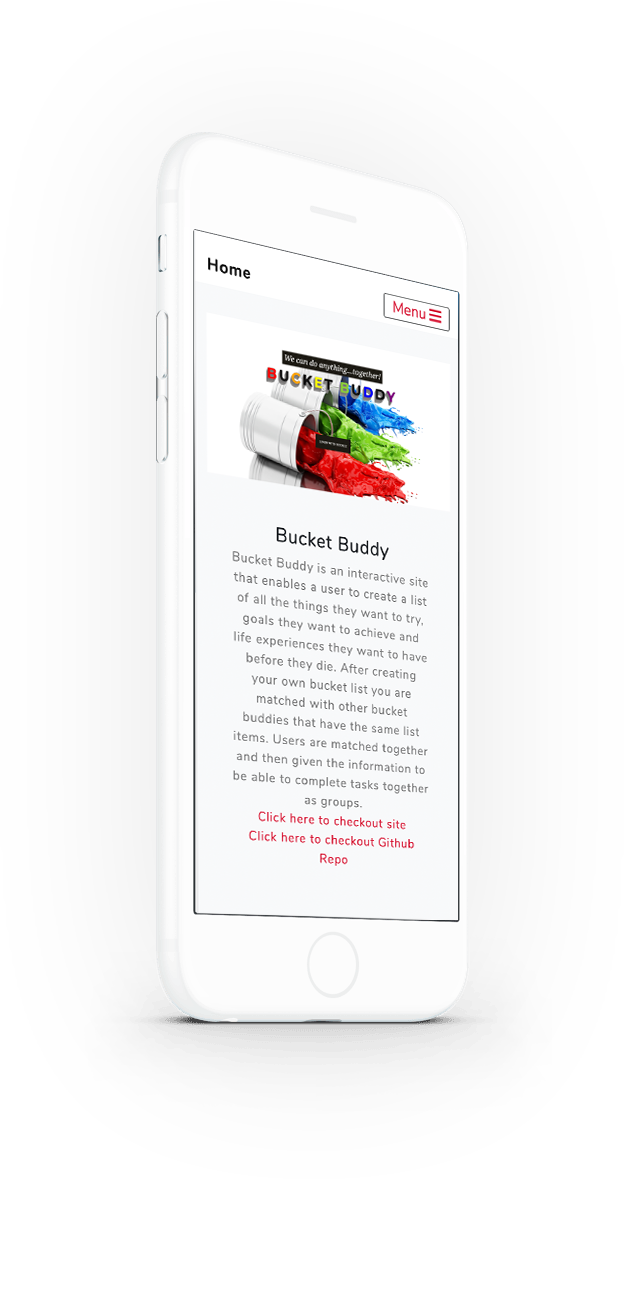 Home
Menu
We can do anything...together!
BUCKET BUDDY
Bucket Buddy
Bucket Buddy is an interactive site
that enables a user to create a list
of all the things they want to try,
goals they want to achieve and
life experiences they want to have
before they die. After creating
your own bucket list you are
matched with other bucket
buddies that have the same list
items. Users are matched together
and then given the information to
be able to complete tasks together
as groups.
Click here to checkout site
Click here to checkout Github
Repo